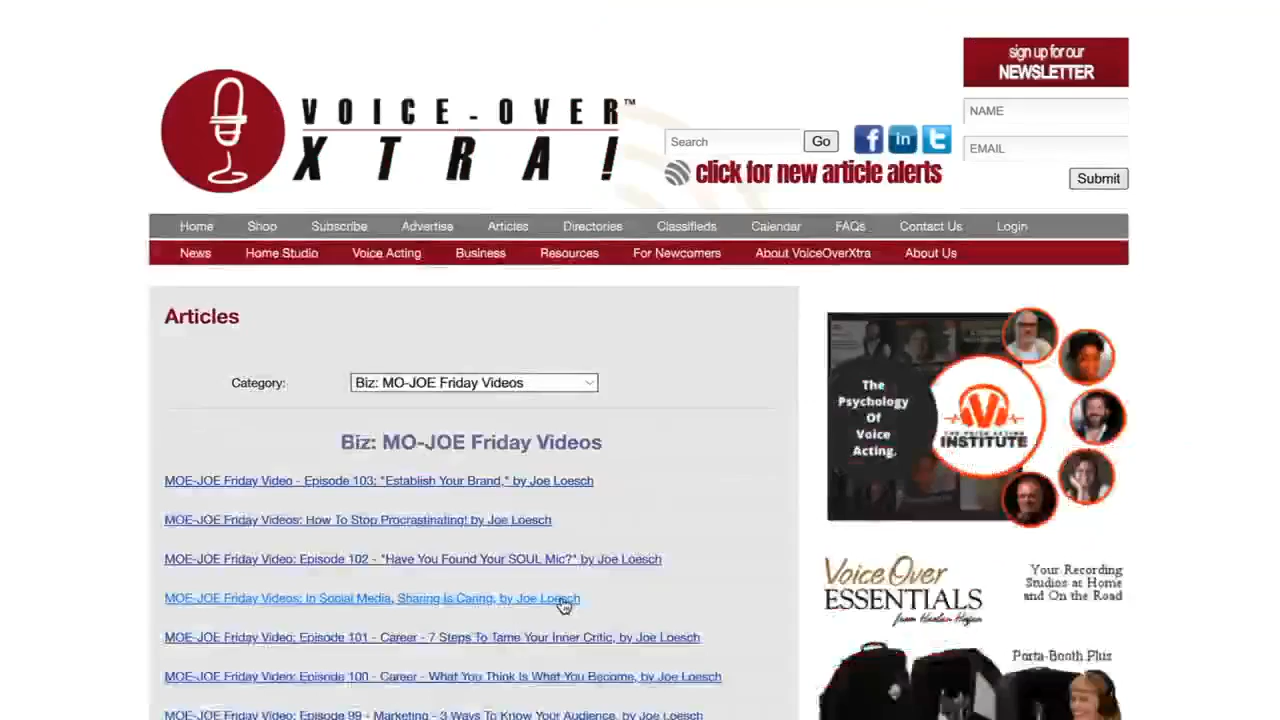 sign up for our
NEWSLETTER
VOICE-OVER™
XTRA!
NAME
Search
Go
in
EMAIL
click for new article alerts
Submit
Home Shop Subscribe Advertise Articles Directories Classifieds Calendar FAQs Contact Us Login
News Home Studio Voice Acting Business Resources For Newcomers About VoiceOverXtra About Us
Articles
Category:
Biz: MO-JOE Friday Videos
Biz: MO-JOE Friday Videos
MOE-JOE Friday Video - Episode 103: "Establish Your Brand," by Joe Loesch
MOE-JOE Friday Videos: How To Stop Procrastinating! by Joe Loesch
MOE-JOE Friday Video: Episode 102 - "Have You Found Your SOUL Mic?" by Joe Loesch
MOE-JOE Friday Videos: In Social Media, Sharing Is Caring, by Joe Loesch
MOE-JOE Friday Video: Episode 101 - Career - 7 Steps To Tame Your Inner Critic, by Joe Loesch
MOE-JOE Friday Video: Episode 100 - Career - What You Think Is What You Become, by Joe Loesch
MOE-JOE Friday Video: Episode 99 - Marketing - 3 Ways To Know Your Audience, by Joe Loesch
The
Psychology
Of
Voice
Acting.
THE VOICE ACTING
INSTITUTE
Voice Over
ESSENTIALS
from Harlan Hogan
Your Recording
Studios at Home
and On the Road
Porta-Booth Plus